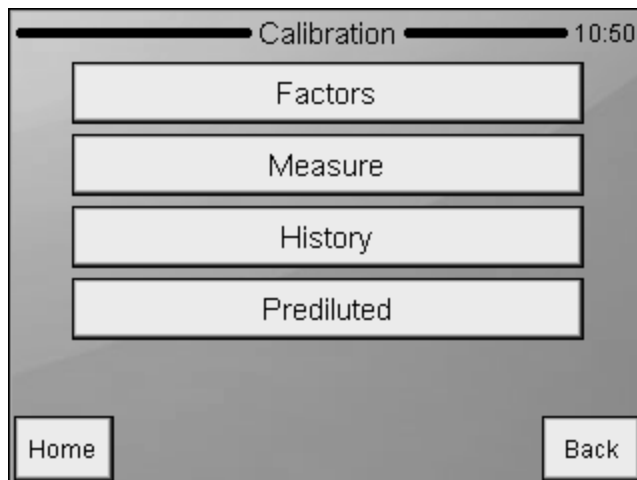 Calibration 10:50
Factors
Measure
History
Prediluted
Home Back